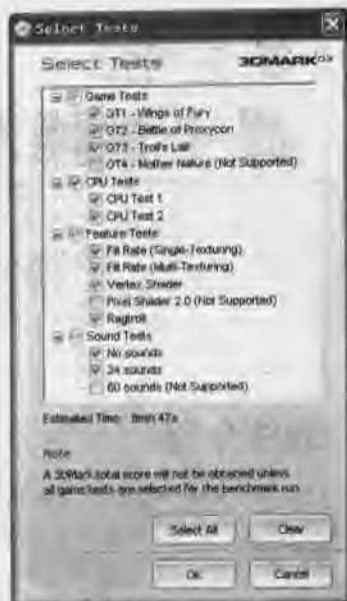 Select Tests
Select Tests 3DMARK03
Game Tests
GT1 - Wings of Fury
GT2 - Battle of Proxycon
GT3 - Troll's Lair
GT4 - Mother Nature (Not Supported)
CPU Tests
CPU Test 1
CPU Test 2
Feature Tests
Fill Rate (Single-Texturing)
Fill Rate (Multi-Texturing)
Vertex Shader
Pixel Shader 2.0 (Not Supported)
Ragtroll
Sound Tests
No sounds
24 sounds
60 sounds (Not Supported)
Estimated Time: 8min 47s
Note
A 3DMark total score will not be obtained unless
all game tests are selected for the benchmark run
Select All Clear
OK Cancel